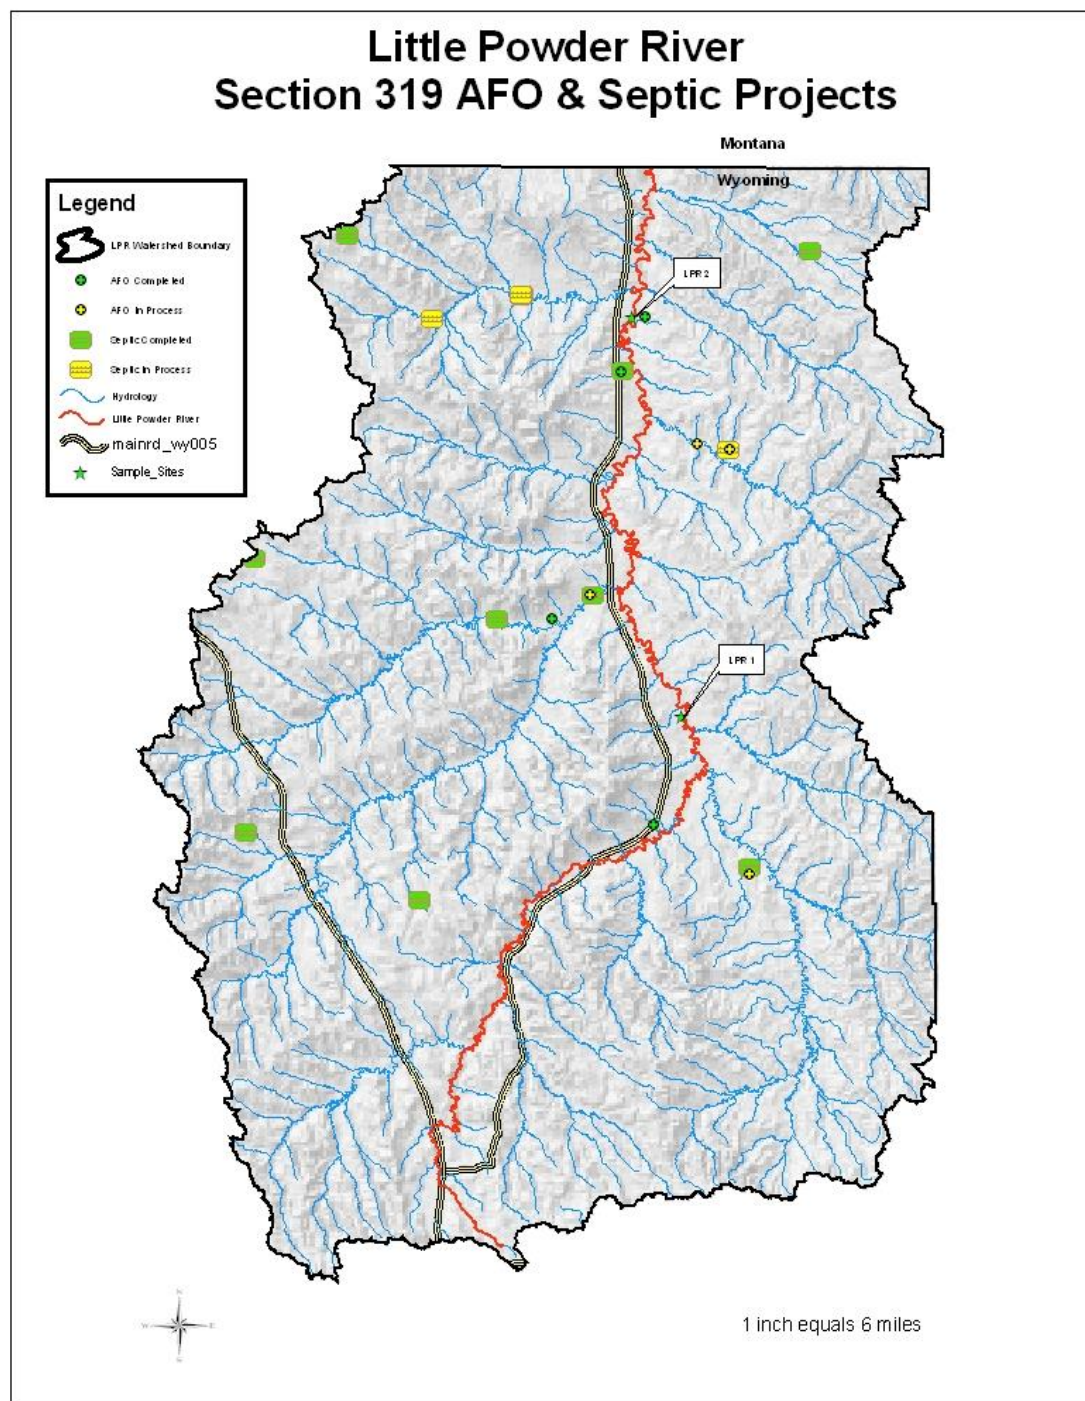 Little Powder River
Section 319 AFO & Septic Projects
Montana
Wyoming
Legend
LPR Watershed Boundary
AFO Completed
AFO In Process
Septic Completed
Septic In Process
Hydrology
Little Powder River
mainrd_wy005
Sample_Sites
LPR 2
LPR 1
N
W
E
S
1 inch equals 6 miles